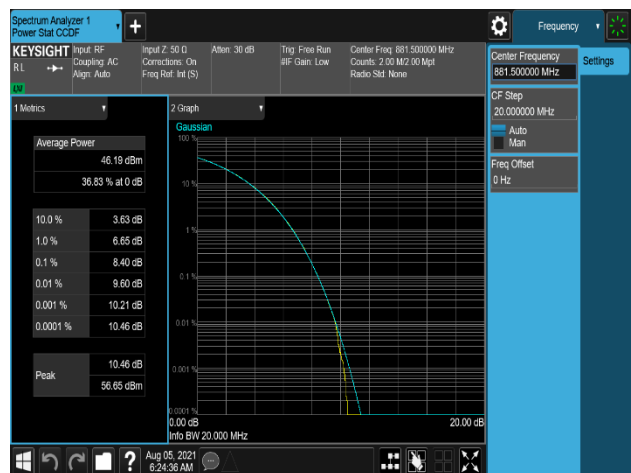 Spectrum Analyzer 1
Power Stat CCDF
Frequency
KEYSIGHT
RL
LXI
Input: RF
Coupling: AC
Align: Auto
Input Z: 50 Ω
Corrections: On
Freq Ref: Int (S)
Atten: 30 dB
Trig: Free Run
#IF Gain: Low
Center Freq: 881.500000 MHz
Counts: 2.00 M/2.00 Mpt
Radio Std: None
Center Frequency
881.500000 MHz
Settings
CF Step
20.000000 MHz
Auto
Man
Freq Offset
0 Hz
1 Metrics
Average Power
46.19 dBm
36.83 % at 0 dB
10.0 % 3.63 dB
1.0 % 6.65 dB
0.1 % 8.40 dB
0.01 % 9.60 dB
0.001 % 10.21 dB
0.0001 % 10.46 dB
Peak
10.46 dB
56.65 dBm
2 Graph
Gaussian
100 %
10 %
1 %
0.1 %
0.01 %
0.001 %
0.0001 %
0.00 dB 20.00 dB
Info BW 20.000 MHz
?
Aug 05, 2021
6:24:36 AM